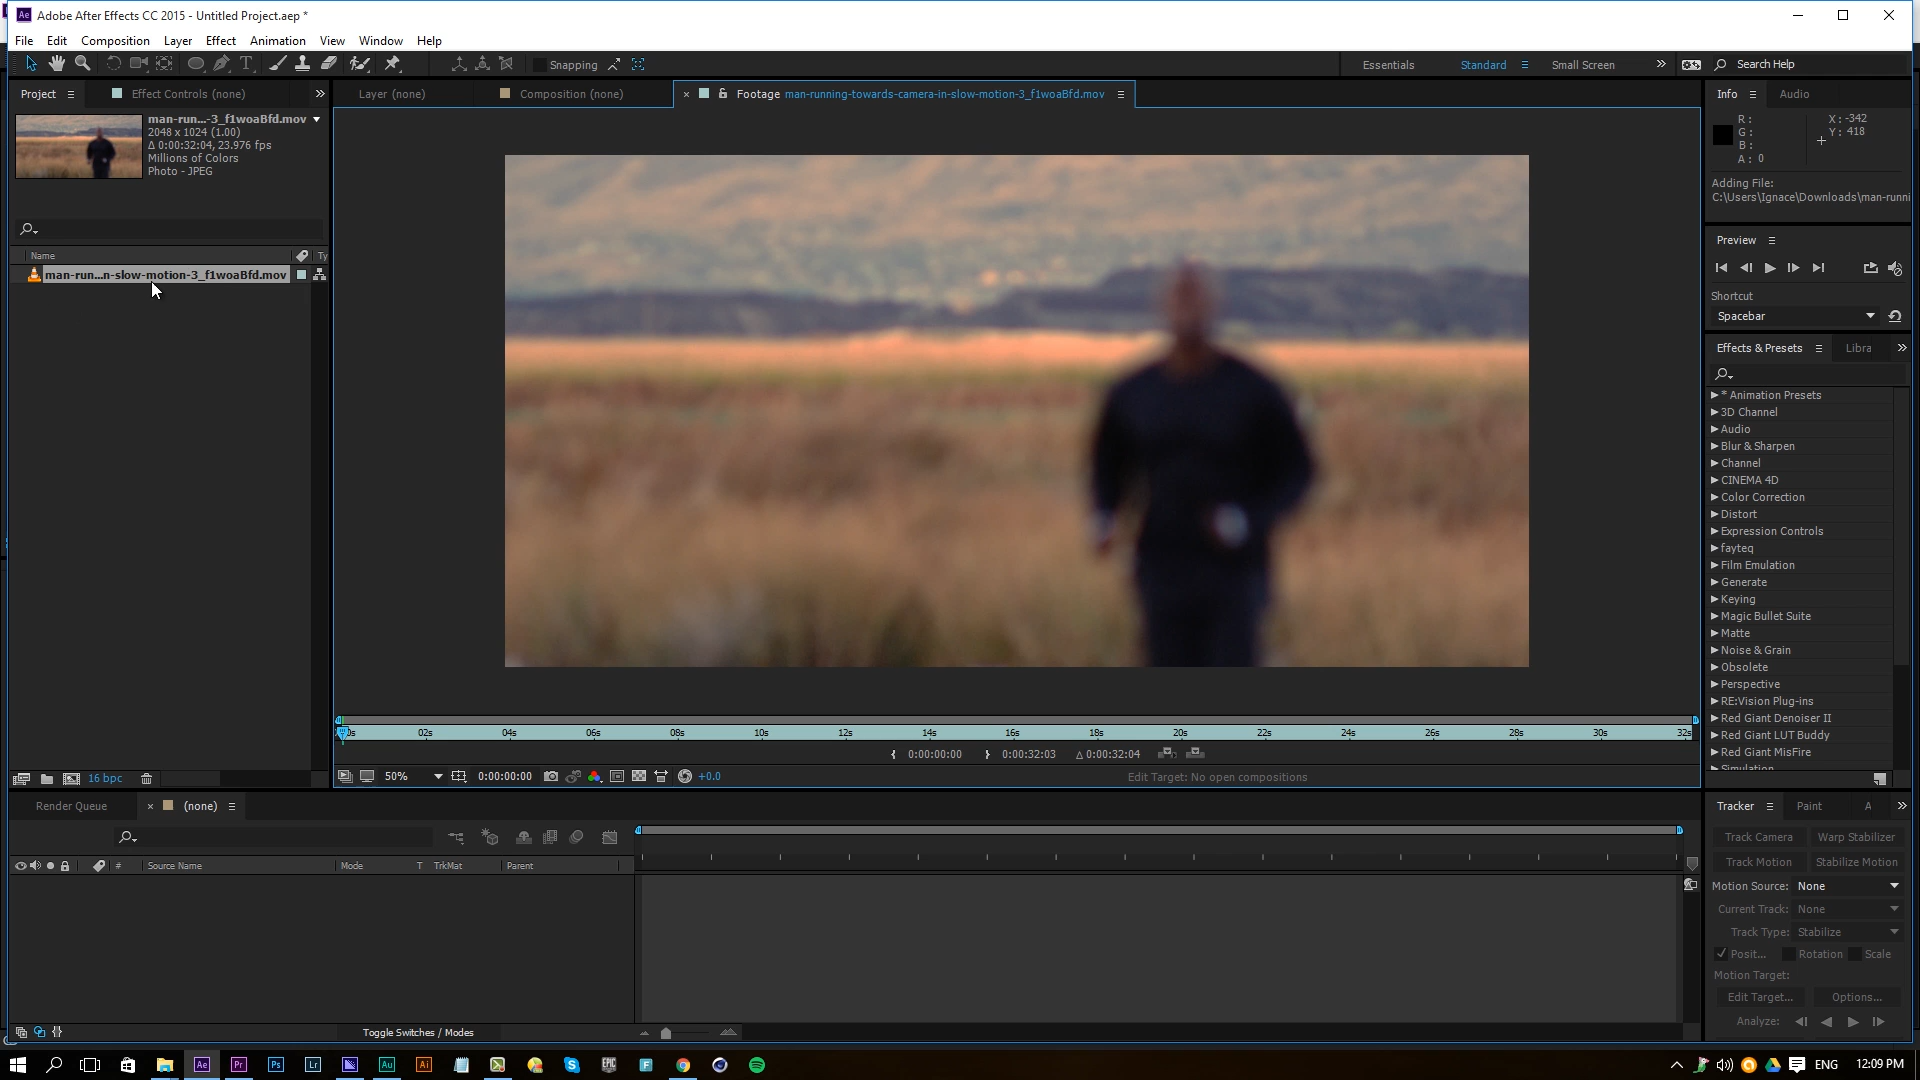 Adobe After Effects CC 2015 - Untitled Project.aep *
File Edit Composition Layer Effect Animation View Window Help
Snapping
Essentials Standard Small Screen Search Help
Project Effect Controls (none)
man-run...-3_f1woaBfd.mov
2048 x 1024 (1.00)
Δ 0:00:32:04, 23.976 fps
Millions of Colors
Photo - JPEG
Name Ty
man-run...n-slow-motion-3_f1woaBfd.mov
16 bpc
Layer (none) Composition (none) Footage man-running-towards-camera-in-slow-motion-3_f1woaBfd.mov
02s 04s 06s 08s 10s 12s 14s 16s 18s 20s 22s 24s 26s 28s 30s 32s
0:00:00:00 0:00:32:03 Δ 0:00:32:04
50% 0:00:00:00 +0.0 Edit Target: No open compositions
Info Audio
R : X : -342
G : Y : 418
B :
A : 0
Adding File:
C:\Users\Ignace\Downloads\man-runni
Preview
Shortcut
Spacebar
Effects & Presets Libra
* Animation Presets
3D Channel
Audio
Blur & Sharpen
Channel
CINEMA 4D
Color Correction
Distort
Expression Controls
fayteq
Film Emulation
Generate
Keying
Magic Bullet Suite
Matte
Noise & Grain
Obsolete
Perspective
RE:Vision Plug-ins
Red Giant Denoiser II
Red Giant LUT Buddy
Red Giant MisFire
Simulation
Render Queue (none)
# Source Name Mode T TrkMat Parent
Toggle Switches / Modes
Tracker Paint A
Track Camera Warp Stabilizer
Track Motion Stabilize Motion
Motion Source: None
Current Track: None
Track Type: Stabilize
Posit... Rotation Scale
Motion Target:
Edit Target... Options...
Analyze:
Ae Pr Ps Lr Au Ai EPIC GAMES F ENG 12:09 PM